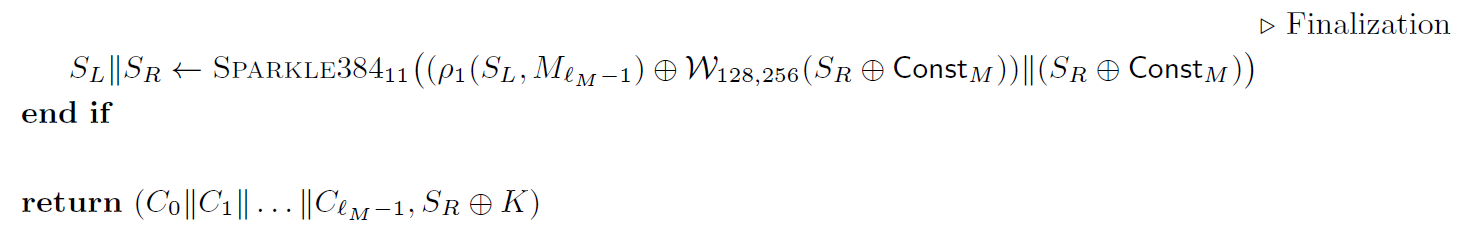 ▷ Finalization
S_L‖S_R ← SPARKLE384_11((ρ_1(S_L, M_{ℓ_M−1}) ⊕ 𝒲_{128,256}(S_R ⊕ Const_M))‖(S_R ⊕ Const_M))
end if
return (C_0‖C_1‖ … ‖C_{ℓ_M−1}, S_R ⊕ K)